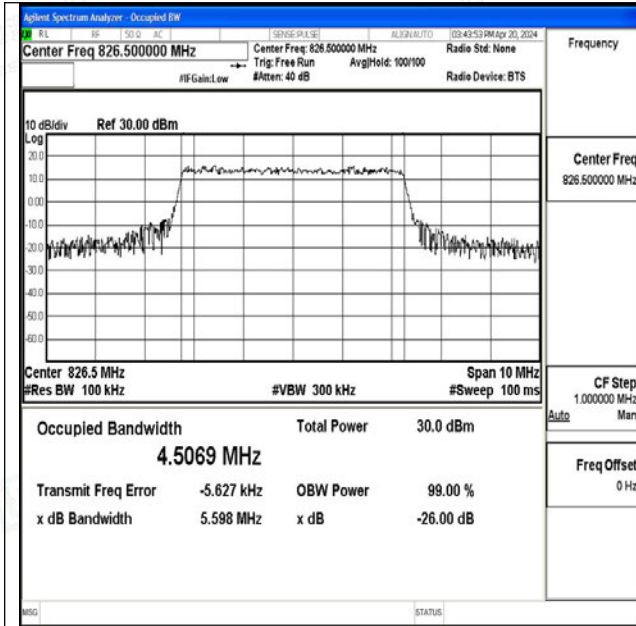 Agilent Spectrum Analyzer - Occupied BW
RL RF 50 Ω AC SENSE:PULSE ALIGNAUTO 03:43:53 PM Apr 20, 2024
Center Freq 826.500000 MHz
Center Freq: 826.500000 MHz
Radio Std: None
Trig: Free Run Avg|Hold: 100/100
#IFGain:Low
#Atten: 40 dB
Radio Device: BTS
10 dB/div Ref 30.00 dBm
Log
20.0
10.0
0.00
-10.0
-20.0
-30.0
-40.0
-50.0
-60.0
Center 826.5 MHz Span 10 MHz
#Res BW 100 kHz #VBW 300 kHz #Sweep 100 ms
Occupied Bandwidth Total Power 30.0 dBm
4.5069 MHz
Transmit Freq Error -5.627 kHz OBW Power 99.00 %
x dB Bandwidth 5.598 MHz x dB -26.00 dB
MSG STATUS
Frequency
Center Freq
826.500000 MHz
CF Step
1.000000 MHz
Auto Man
Freq Offset
0 Hz